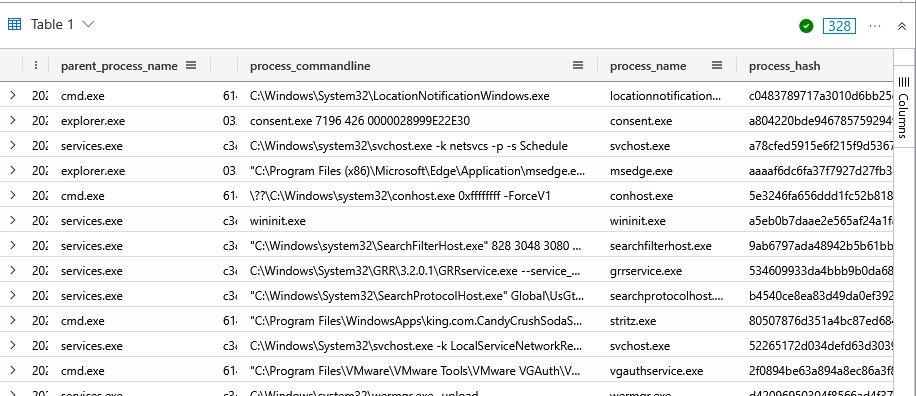 Table 1 328 ...
parent_process_name process_commandline process_name process_hash
202 cmd.exe 614 C:\Windows\System32\LocationNotificationWindows.exe locationnotification... c0483789717a3010d6bb25
202 explorer.exe 03. consent.exe 7196 426 0000028999E22E30 consent.exe a804220bde946785759294
202 services.exe c3 C:\Windows\system32\svchost.exe -k netsvcs -p -s Schedule svchost.exe a78cfed5915e6f215f9d5367
202 explorer.exe 03. "C:\Program Files (x86)\Microsoft\Edge\Application\msedge.e... msedge.exe aaaaf6dc6fa37f7927d27fb3
202 cmd.exe 614 \??\C:\Windows\system32\conhost.exe 0xffffffff -ForceV1 conhost.exe 5e3246fa656ddd1fc52b818
202 services.exe c3 wininit.exe wininit.exe a5eb0b7daae2e565af24a1f
202 services.exe c3 "C:\Windows\system32\SearchFilterHost.exe" 828 3048 3080 ... searchfilterhost.exe 9ab6797ada48942b5b61bb
202 services.exe c3 C:\Windows\System32\GRR\3.2.0.1\GRRservice.exe --service_... grrservice.exe 534609933da4bbb9b0da68
202 services.exe c3 "C:\Windows\System32\SearchProtocolHost.exe" Global\UsGt... searchprotocolhost.... b4540ce8ea83d49da0ef392
202 cmd.exe 614 "C:\Program Files\WindowsApps\king.com.CandyCrushSodaS... stritz.exe 80507876d351a4bc87ed684
202 services.exe c3 C:\Windows\System32\svchost.exe -k LocalServiceNetworkRe... svchost.exe 52265172d034defd63d3039
202 cmd.exe 614 "C:\Program Files\VMware\VMware Tools\VMware VGAuth\V... vgauthservice.exe 2f0894be63a894a8ec86a3f
202 services.exe c3 C:\Windows\system32\wermgr.exe -upload wermgr.exe
Columns